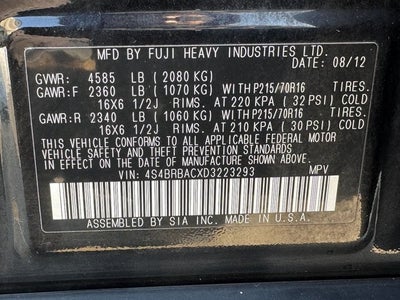 MFD. BY FUJI HEAVY INDUSTRIES LTD.
DATE: 08/12
GVWR: 4585 LB (2080 KG)
GAWR:F 2360 LB (1070 KG) WITH P215/70R16 TIRES.
16X6 1/2J RIMS. AT 220 KPA (32 PSI) COLD
GAWR:R 2340 LB (1060 KG) WITH P215/70R16 TIRES.
16X6 1/2J RIMS. AT 210 KPA (30 PSI) COLD
THIS VEHICLE CONFORMS TO ALL APPLICABLE FEDERAL MOTOR
VEHICLE SAFETY AND THEFT PREVENTION STANDARDS
IN EFFECT ON THE DATE OF MANUFACTURE SHOWN ABOVE.
VIN: 4S4BRBACXD3223293 MPV
ASSEMBLED BY SIA INC. IN U.S.A.